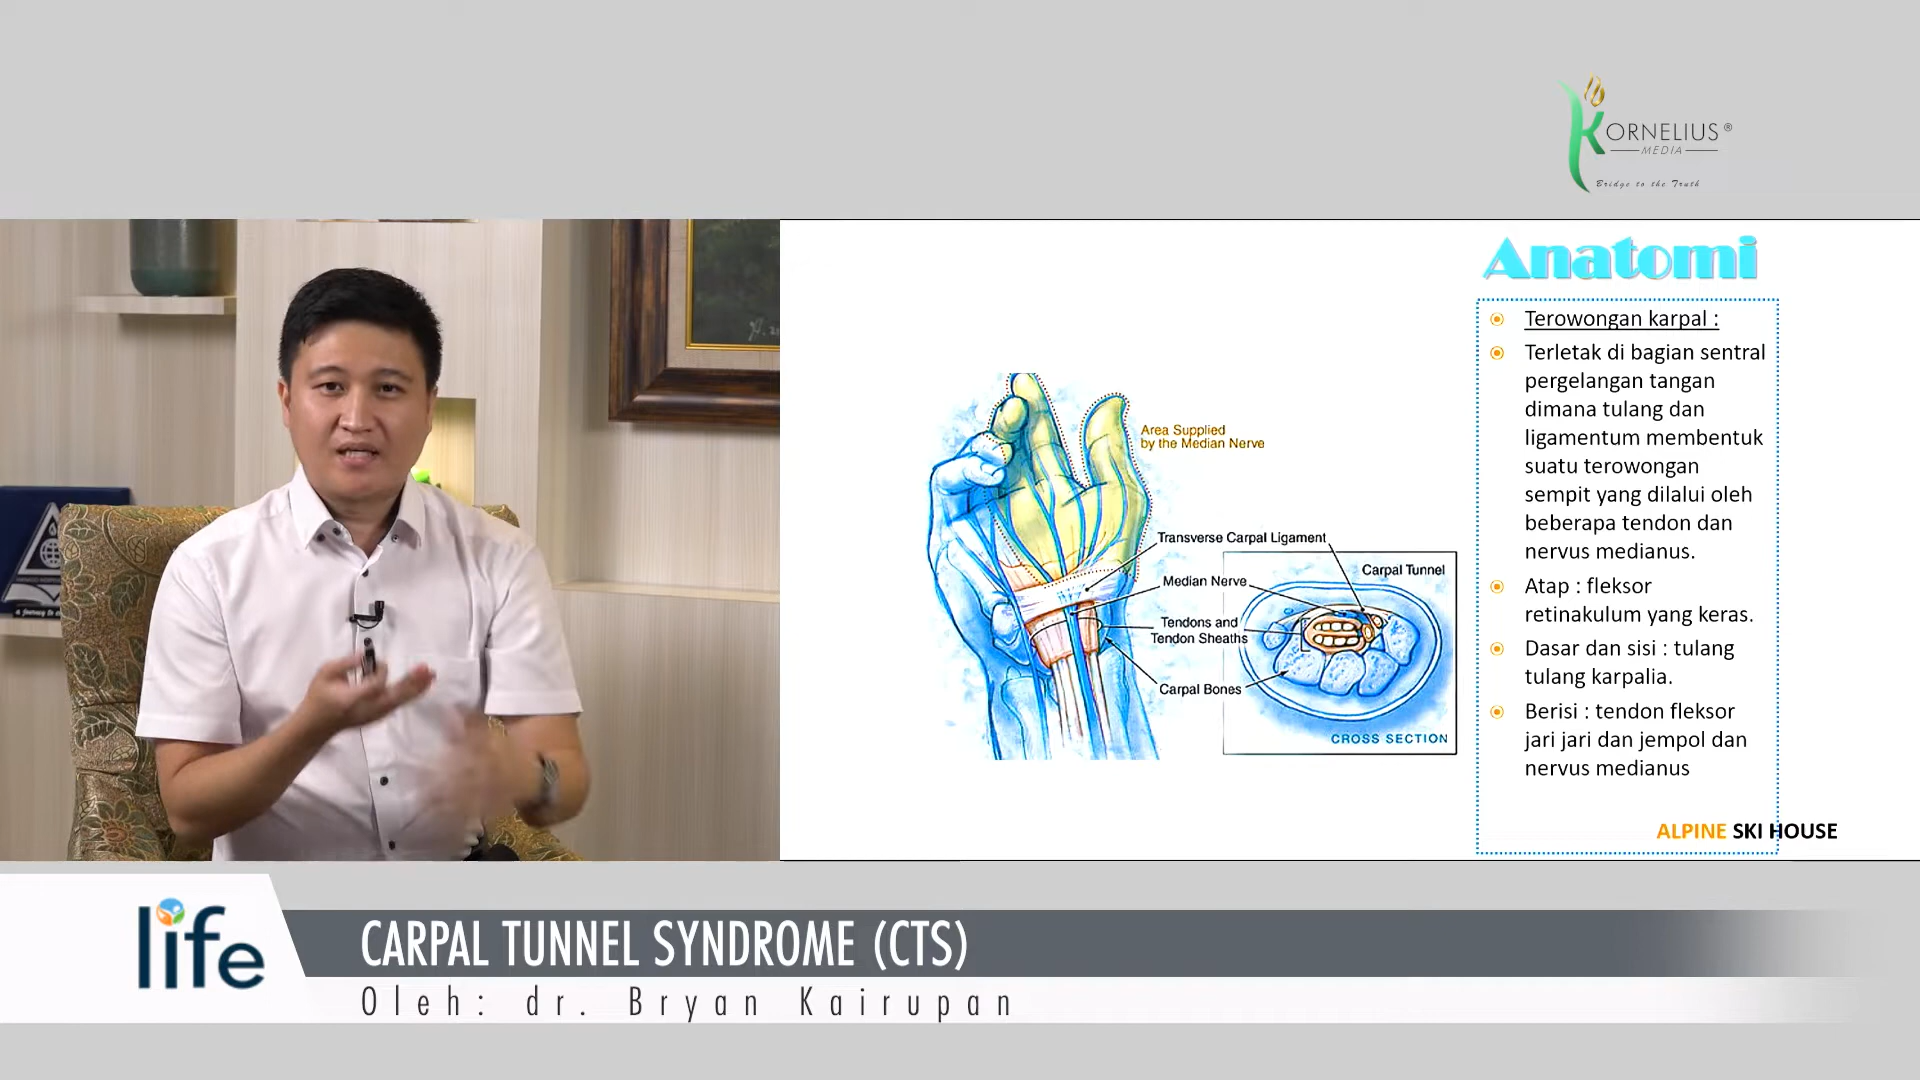 KORNELIUS®
MEDIA
Bridge to the Truth
Anatomi
Terowongan karpal :
Terletak di bagian sentral
pergelangan tangan
dimana tulang dan
ligamentum membentuk
suatu terowongan
sempit yang dilalui oleh
beberapa tendon dan
nervus medianus.
Atap : fleksor
retinakulum yang keras.
Dasar dan sisi : tulang
tulang karpalia.
Berisi : tendon fleksor
jari jari dan jempol dan
nervus medianus
ALPINE SKI HOUSE
Area Supplied
by the Median Nerve
Transverse Carpal Ligament
Median Nerve
Tendons and
Tendon Sheaths
Carpal Bones
Carpal Tunnel
CROSS SECTION
life
CARPAL TUNNEL SYNDROME (CTS)
Oleh: dr. Bryan Kairupan